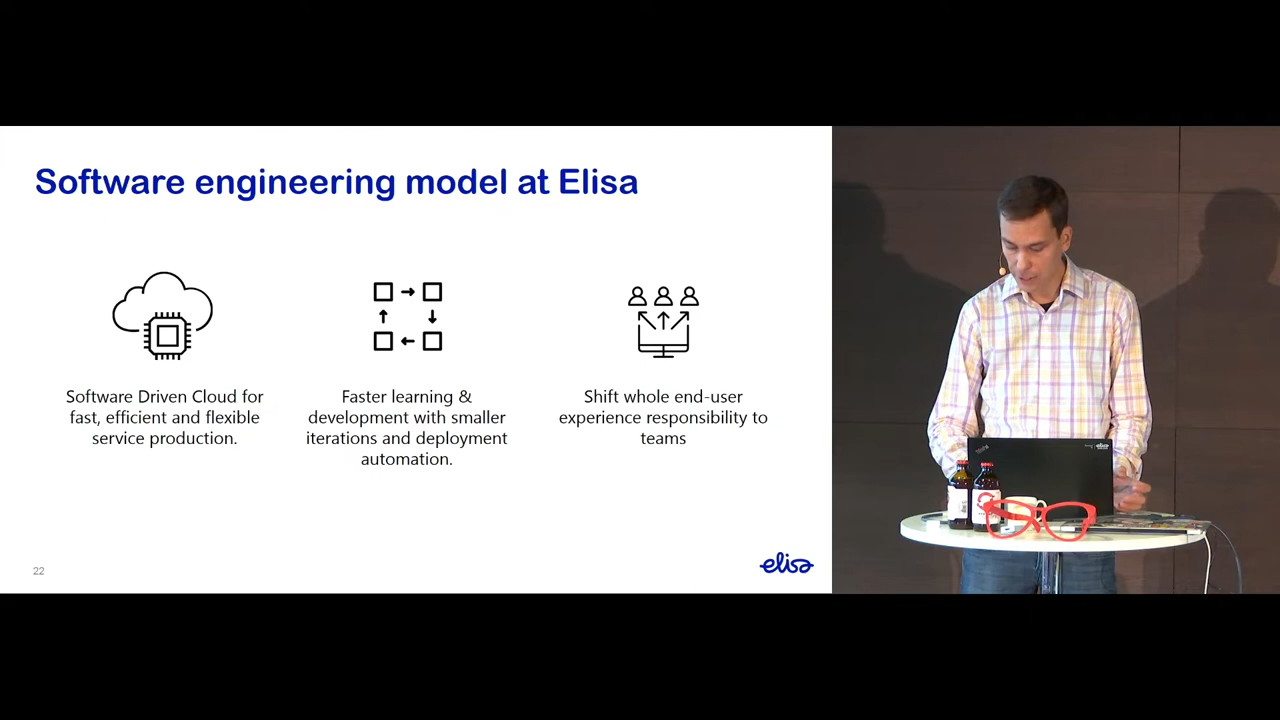 Software engineering model at Elisa
Software Driven Cloud for
fast, efficient and flexible
service production.
Faster learning &
development with smaller
iterations and deployment
automation.
Shift whole end-user
experience responsibility to
teams
22
elisa
elisa